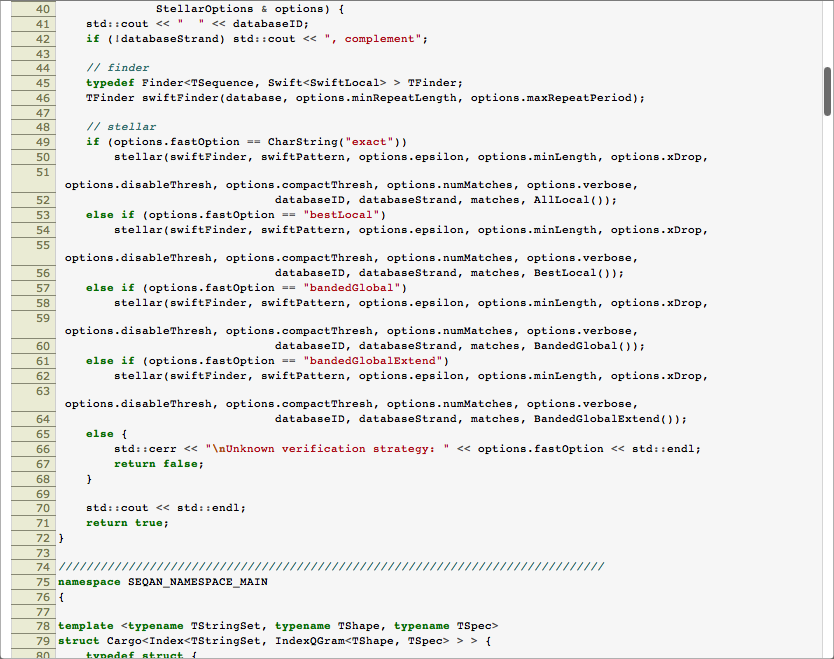 40               StellarOptions & options) {
41     std::cout << "  " << databaseID;
42     if (!databaseStrand) std::cout << ", complement";
43
44     // finder
45     typedef Finder<TSequence, Swift<SwiftLocal> > TFinder;
46     TFinder swiftFinder(database, options.minRepeatLength, options.maxRepeatPeriod);
47
48     // stellar
49     if (options.fastOption == CharString("exact"))
50         stellar(swiftFinder, swiftPattern, options.epsilon, options.minLength, options.xDrop,
51
 options.disableThresh, options.compactThresh, options.numMatches, options.verbose,
52                                databaseID, databaseStrand, matches, AllLocal());
53     else if (options.fastOption == "bestLocal")
54         stellar(swiftFinder, swiftPattern, options.epsilon, options.minLength, options.xDrop,
55
 options.disableThresh, options.compactThresh, options.numMatches, options.verbose,
56                                databaseID, databaseStrand, matches, BestLocal());
57     else if (options.fastOption == "bandedGlobal")
58         stellar(swiftFinder, swiftPattern, options.epsilon, options.minLength, options.xDrop,
59
 options.disableThresh, options.compactThresh, options.numMatches, options.verbose,
60                                databaseID, databaseStrand, matches, BandedGlobal());
61     else if (options.fastOption == "bandedGlobalExtend")
62         stellar(swiftFinder, swiftPattern, options.epsilon, options.minLength, options.xDrop,
63
 options.disableThresh, options.compactThresh, options.numMatches, options.verbose,
64                                databaseID, databaseStrand, matches, BandedGlobalExtend());
65     else {
66         std::cerr << "\nUnknown verification strategy: " << options.fastOption << std::endl;
67         return false;
68     }
69
70     std::cout << std::endl;
71     return true;
72 }
73
74 //////////////////////////////////////////////////////////////////////////////
75 namespace SEQAN_NAMESPACE_MAIN
76 {
77
78 template <typename TStringSet, typename TShape, typename TSpec>
79 struct Cargo<Index<TStringSet, IndexQGram<TShape, TSpec> > > {
80     typedef struct {